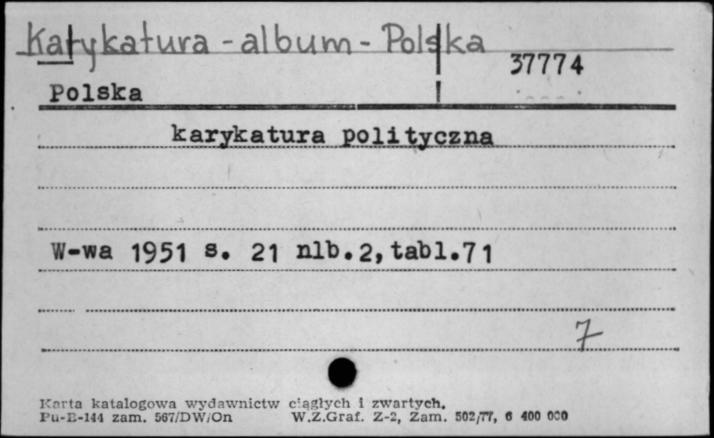 Karykatura - album - Polska
37774
Polska
karykatura polityczna
W-wa 1951 s. 21 nlb.2,tabl.71
7
Karta katalogowa wydawnictw ciągłych i zwartych.
Pu-B-144 zam. 567/DW/On W.Z.Graf. Z-2, Zam. 502/77, 6 400 000